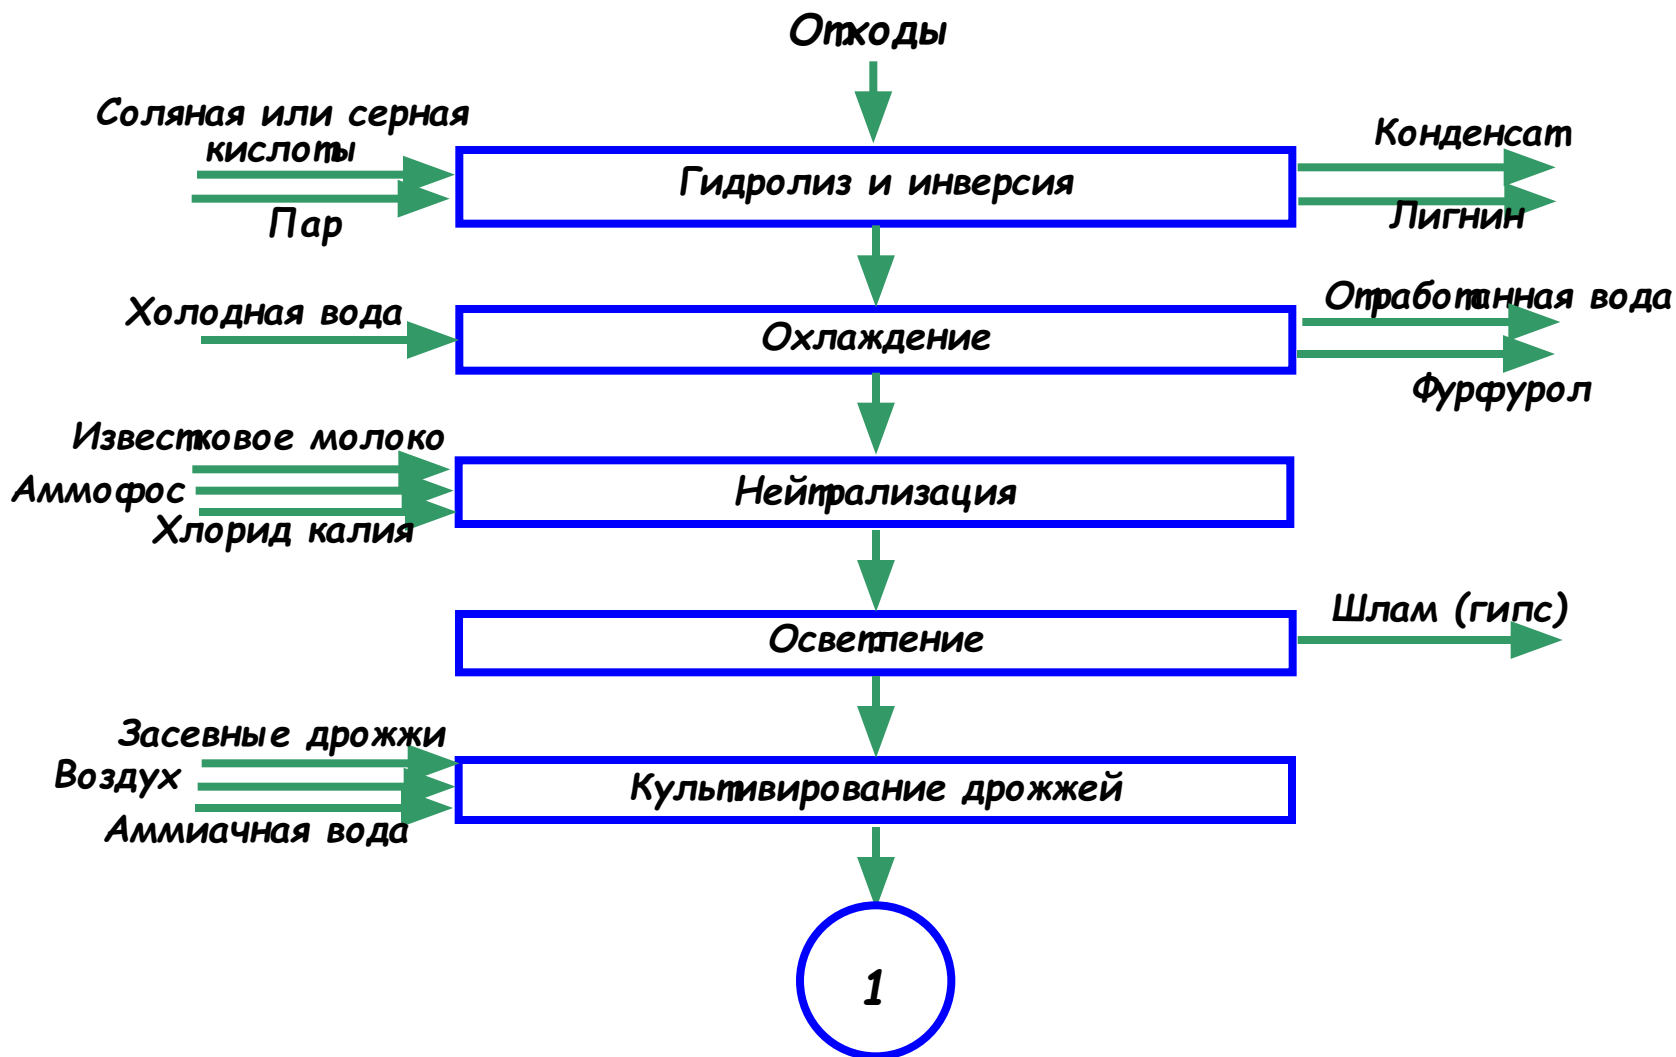 Отходы
Соляная или серная
кислоты
Пар
Гидролиз и инверсия
Конденсат
Лигнин
Холодная вода
Охлаждение
Отработанная вода
Фурфурол
Известковое молоко
Аммофос
Хлорид калия
Нейтрализация
Осветление
Шлам (гипс)
Засевные дрожжи
Воздух
Аммиачная вода
Культивирование дрожжей
1